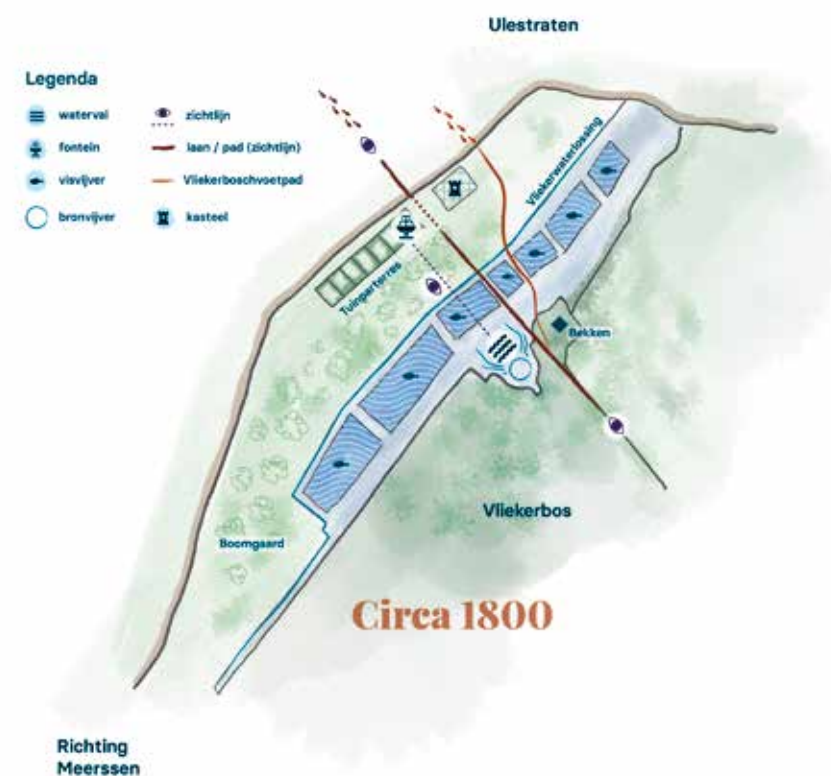 Ulestraten
Legenda
waterval
zichtlijn
fontein
laan / pad (zichtlijn)
visvijver
Vliekerboschvoetpad
bronvijver
kasteel
Vliekerwaterlossing
Tuinparterres
Bekken
Vliekerbos
Boomgaard
Circa 1800
Richting
Meerssen